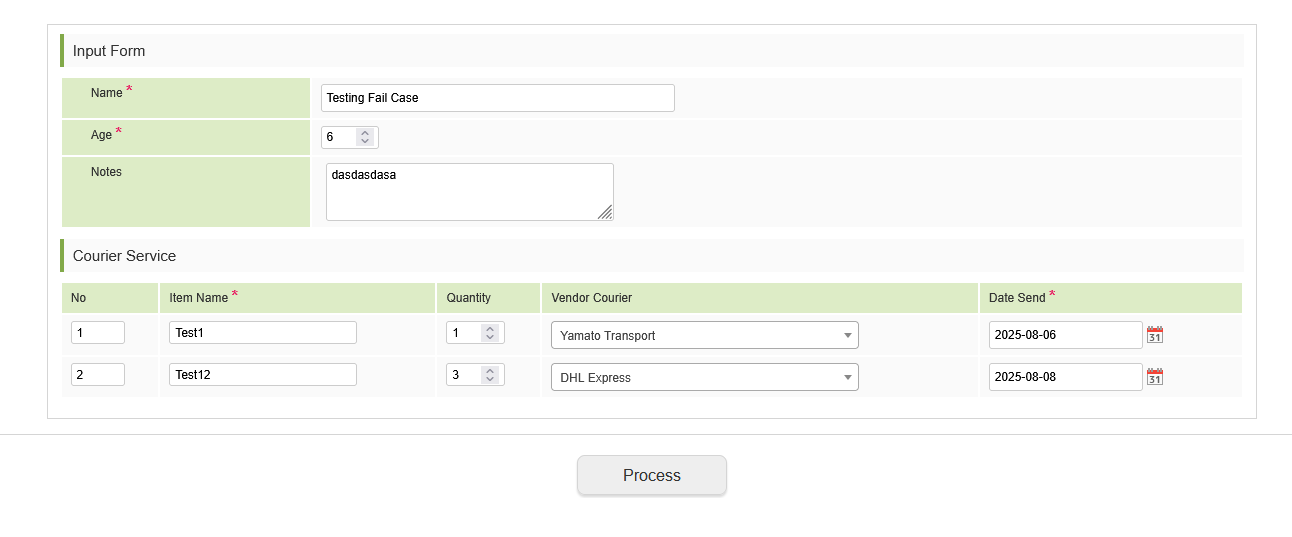 Input Form
Name *
Testing Fail Case
Age *
6
Notes
dasdasdasa
Courier Service
No Item Name * Quantity Vendor Courier Date Send *
1 Test1 1 Yamato Transport 2025-08-06 31
2 Test12 3 DHL Express 2025-08-08 31
Process